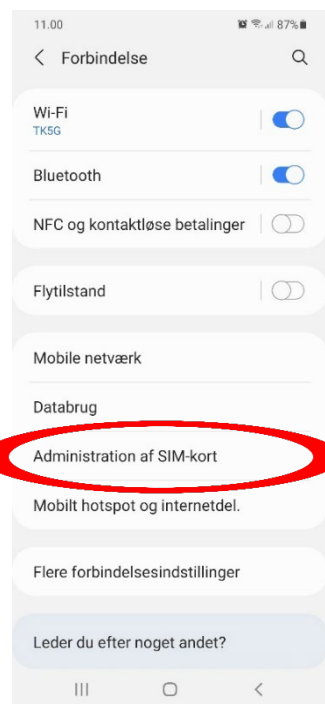 11.00 87%
Forbindelse
Wi-Fi
TK5G
Bluetooth
NFC og kontaktløse betalinger
Flytilstand
Mobile netværk
Databrug
Administration af SIM-kort
Mobilt hotspot og internetdel.
Flere forbindelsesindstillinger
Leder du efter noget andet?